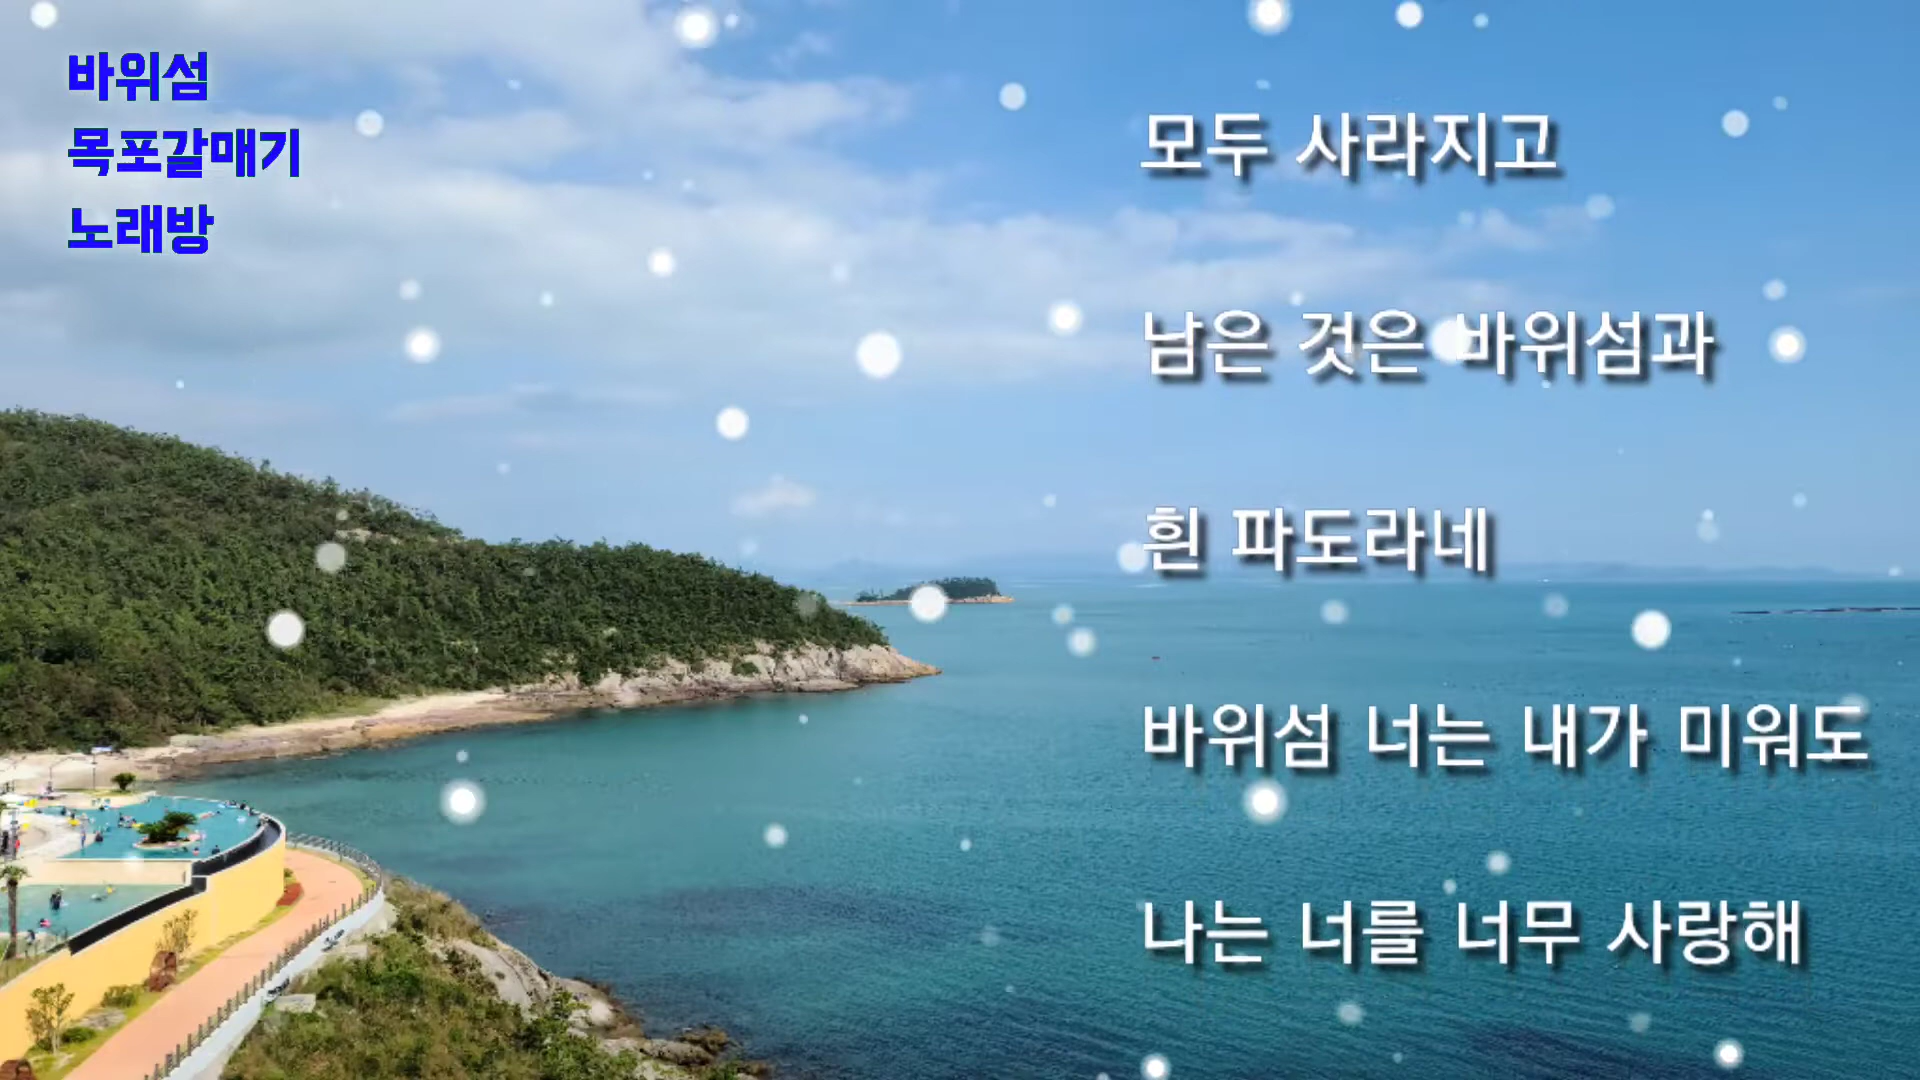 바위섬
목포갈매기
노래방
모두 사라지고
남은 것은 바위섬과
흰 파도라네
바위섬 너는 내가 미워도
나는 너를 너무 사랑해